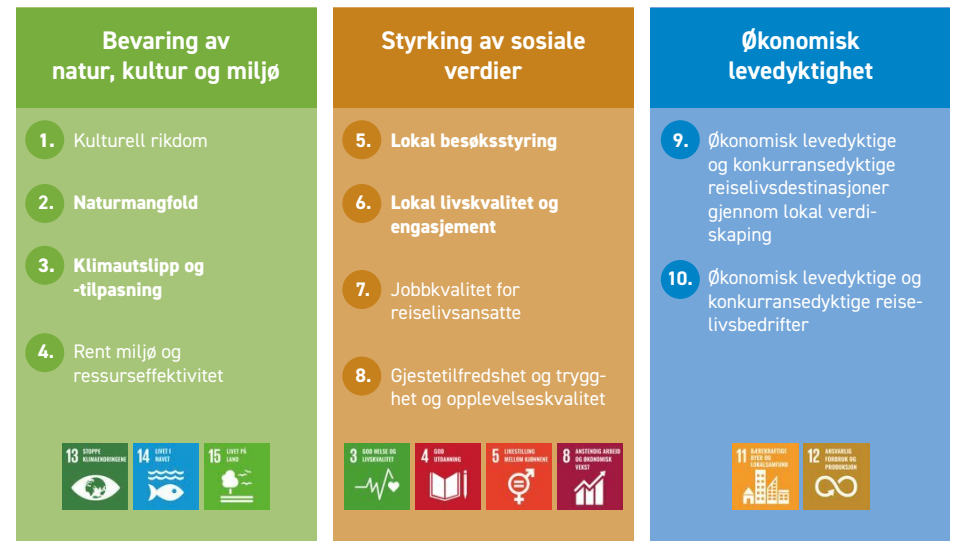 Bevaring av
natur, kultur og miljø
1. Kulturell rikdom
2. Naturmangfold
3. Klimautslipp og
-tilpasning
4. Rent miljø og
ressurseffektivitet
13 STOPPE
KLIMAENDRINGENE
14 LIVET I
HAVET
15 LIVET PÅ
LAND
Styrking av sosiale
verdier
5. Lokal besøksstyring
6. Lokal livskvalitet og
engasjement
7. Jobbkvalitet for
reiselivsansatte
8. Gjestetilfredshet og trygg-
het og opplevelseskvalitet
3 GOD HELSE OG
LIVSKVALITET
4 GOD
UTDANNING
5 LIKESTILLING
MELLOM KJØNNENE
8 ANSTENDIG ARBEID
OG ØKONOMISK
VEKST
Økonomisk
levedyktighet
9. Økonomisk levedyktige
og konkurransedyktige
reiselivsdestinasjoner
gjennom lokal verdi-
skaping
10. Økonomisk levedyktige og
konkurransedyktige reise-
livsbedrifter
11 BÆREKRAFTIGE
BYER OG
LOKALSAMFUNN
12 ANSVARLIG
FORBRUK OG
PRODUKSJON